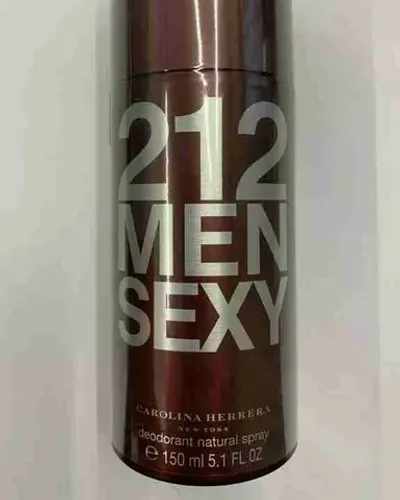 212
MEN
SEXY
CAROLINA HERRERA
NEW YORK
deodorant natural spray
℮ 150 ml 5.1 FL.OZ